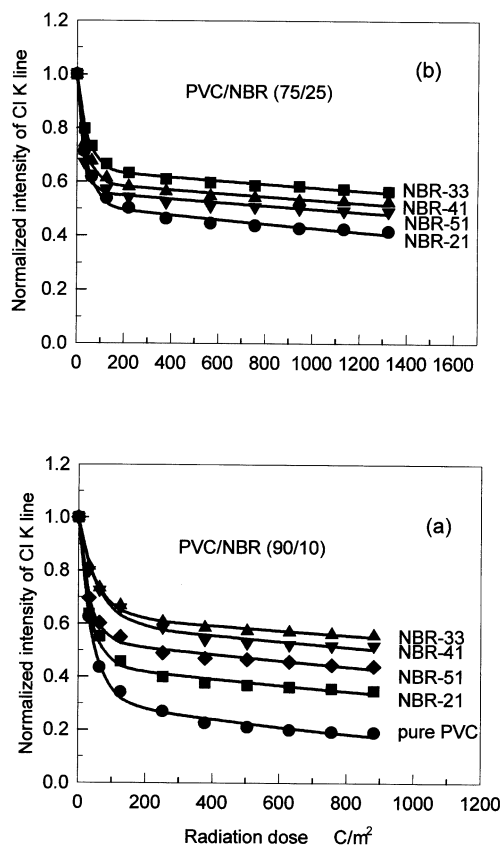 (b)
PVC/NBR (75/25)
Normalized intensity of Cl K line
1.2
1.0
0.8
0.6
0.4
0.2
0.0
NBR-33
NBR-41
NBR-51
NBR-21
0 200 400 600 800 1000 1200 1400 1600
(a)
PVC/NBR (90/10)
Normalized intensity of Cl K line
1.2
1.0
0.8
0.6
0.4
0.2
0.0
NBR-33
NBR-41
NBR-51
NBR-21
pure PVC
0 200 400 600 800 1000 1200
Radiation dose C/m²